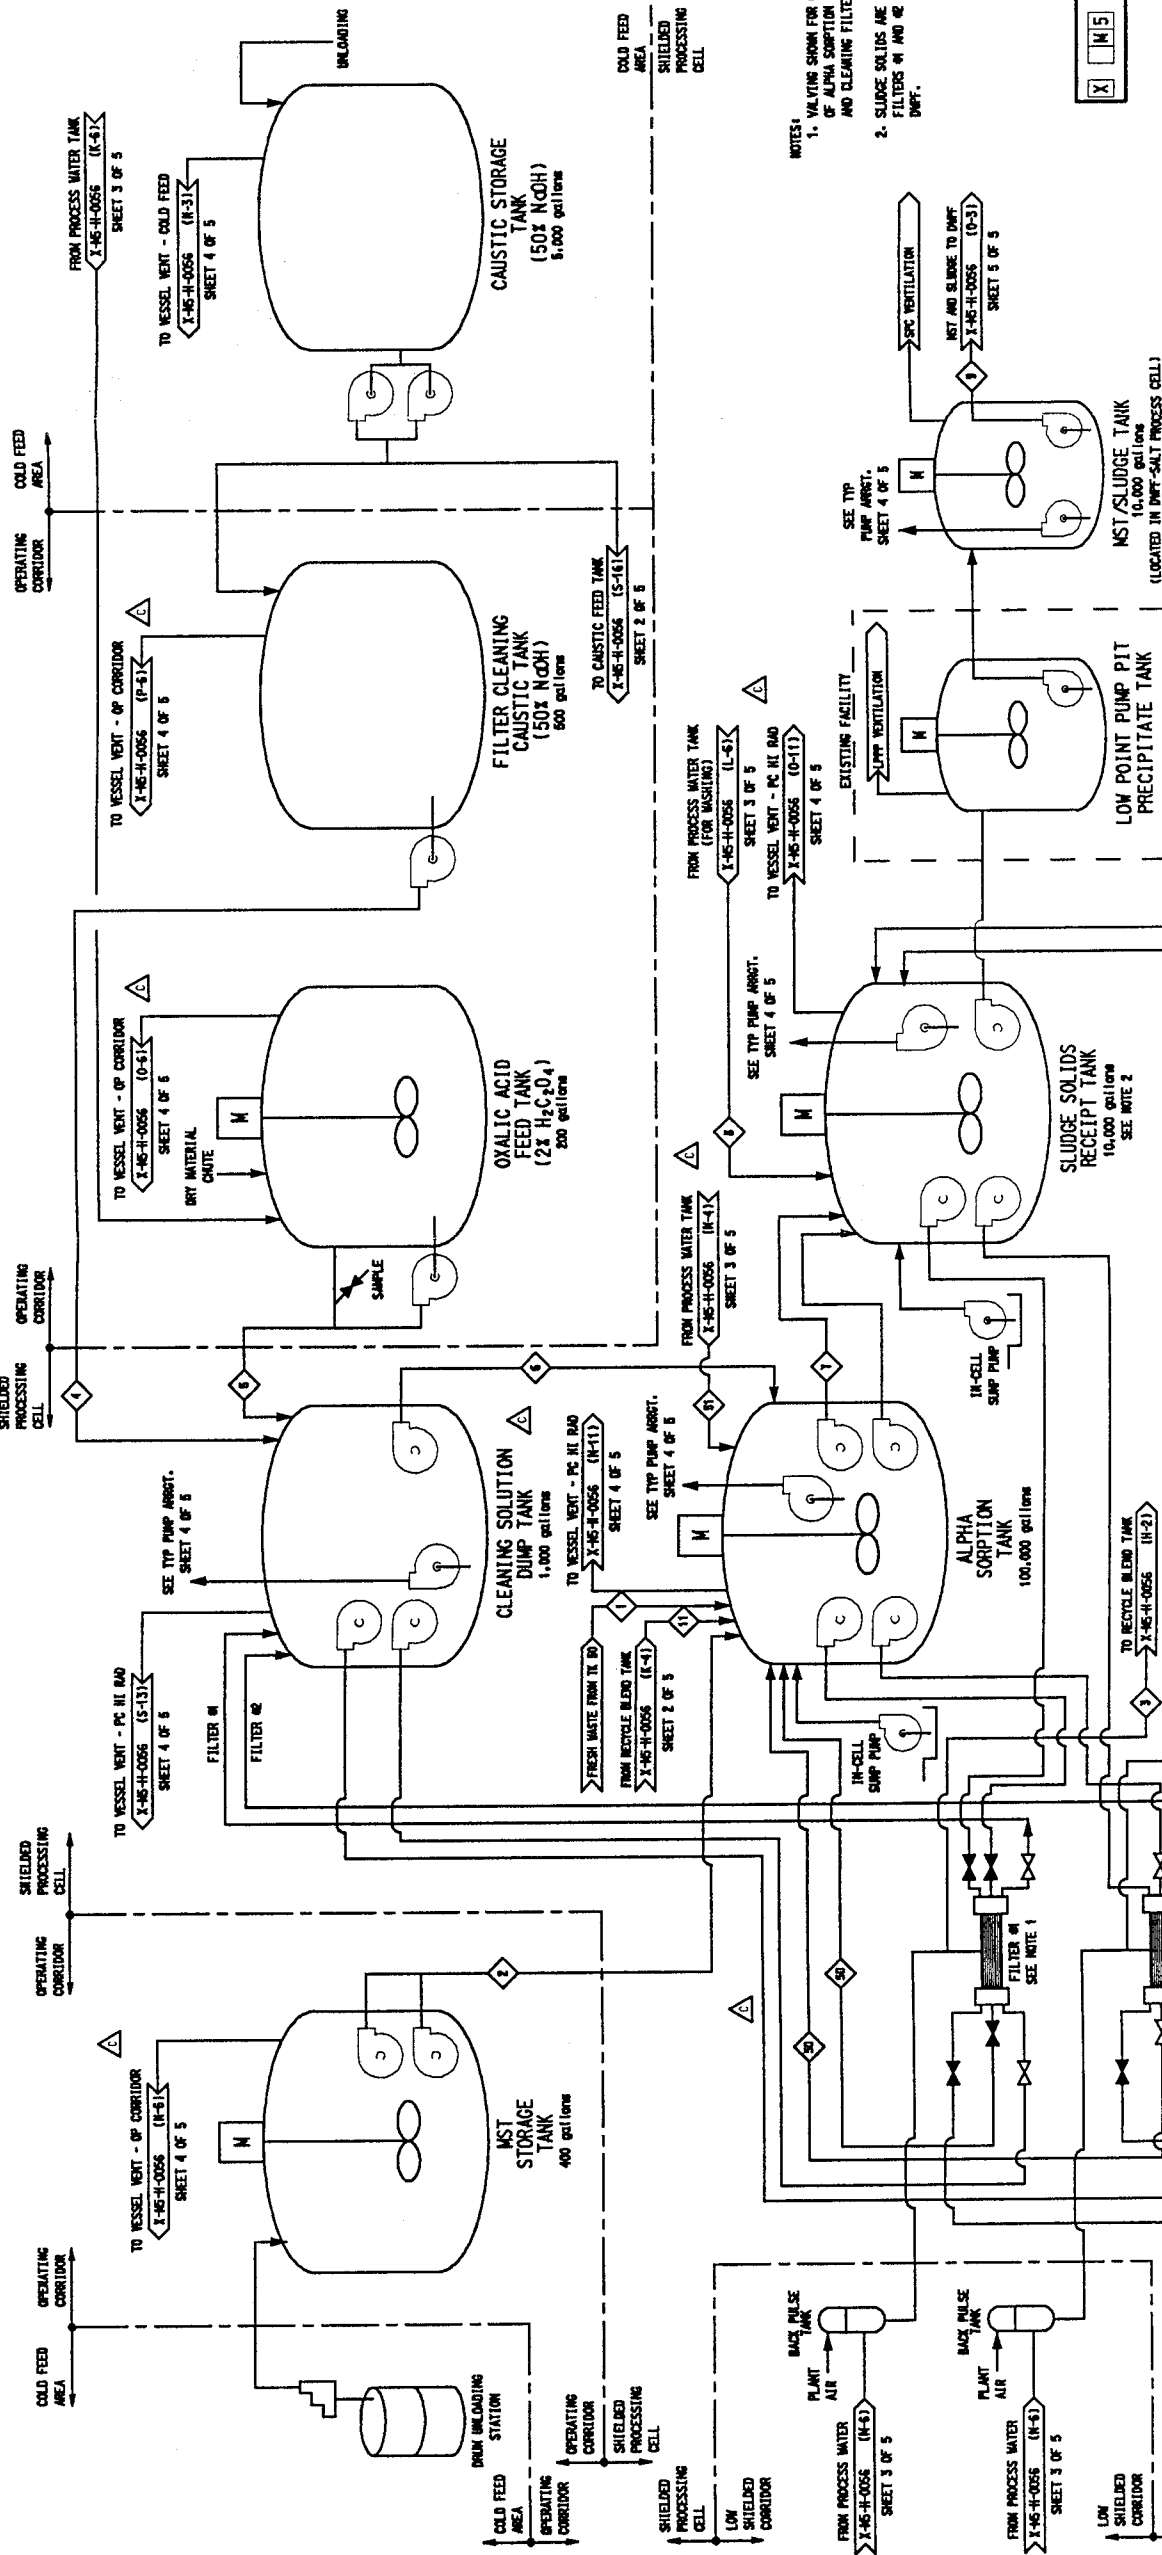 COLD FEED
AREA
OPERATING
CORRIDOR
OPERATING
CORRIDOR
SHIELDED
PROCESSING
CELL
SHIELDED
PROCESSING
CELL
OPERATING
CORRIDOR
OPERATING
CORRIDOR
COLD FEED
AREA
TO VESSEL VENT - OP CORRIDOR
X-M5-H-0056 (N-6)
SHEET 4 OF 5
C
M
MST
STORAGE
TANK
400 gallons
C
C
2
DRUM UNLOADING
STATION
COLD FEED
AREA
OPERATING
CORRIDOR
OPERATING
CORRIDOR
SHIELDED
PROCESSING
CELL
TO VESSEL VENT - PC HI RAD
X-M5-H-0056 (S-13)
SHEET 4 OF 5
FILTER #1
FILTER #2
SEE TYP PUMP ARRGT.
SHEET 4 OF 5
C
C
C
CLEANING SOLUTION
DUMP TANK
1,000 gallons
C
4
5
6
SAMPLE
DRY MATERIAL
CHUTE
TO VESSEL VENT - OP CORRIDOR
X-M5-H-0056 (O-6)
SHEET 4 OF 5
C
M
OXALIC ACID
FEED TANK
(2% H2C2O4)
200 gallons
TO VESSEL VENT - OP CORRIDOR
X-M5-H-0056 (P-6)
SHEET 4 OF 5
C
FILTER CLEANING
CAUSTIC TANK
(50% NaOH)
500 gallons
TO CAUSTIC FEED TANK
X-M5-H-0056 (S-16)
SHEET 2 OF 5
FROM PROCESS WATER TANK
X-M5-H-0056 (K-6)
SHEET 3 OF 5
TO VESSEL VENT - COLD FEED
X-M5-H-0056 (N-3)
SHEET 4 OF 5
UNLOADING
CAUSTIC STORAGE
TANK
(50% NaOH)
5,000 gallons
COLD FEED
AREA
SHIELDED
PROCESSING
CELL
SHIELDED
PROCESSING
CELL
LOW
SHIELDED
CORRIDOR
FRESH WASTE FROM TK 50
1
FROM RECYCLE BLEND TANK
X-M5-H-0056 (K-4)
SHEET 2 OF 5
11
TO VESSEL VENT - PC HI RAD
X-M5-H-0056 (N-11)
SHEET 4 OF 5
SEE TYP PUMP ARRGT.
SHEET 4 OF 5
M
C
C
C
C
ALPHA
SORPTION
TANK
100,000 gallons
IN-CELL
SUMP PUMP
FROM PROCESS WATER TANK
X-M5-H-0056 (N-4)
SHEET 3 OF 5
C
51
7
IN-CELL
SUMP PUMP
FROM PROCESS WATER TANK
(FOR WASHING)
X-M5-H-0056 (L-6)
SHEET 3 OF 5
C
8
TO VESSEL VENT - PC HI RAD
X-M5-H-0056 (O-11)
SHEET 4 OF 5
SEE TYP PUMP ARRGT.
SHEET 4 OF 5
M
C
C
C
SLUDGE SOLIDS
RECEIPT TANK
10,000 gallons
SEE NOTE 2
EXISTING FACILITY
LPPP VENTILATION
M
LOW POINT PUMP PIT
PRECIPITATE TANK
SEE TYP
PUMP ARRGT.
SHEET 4 OF 5
M
SPC VENTILATION
MST AND SLUDGE TO DWPF
X-M5-H-0056 (O-3)
SHEET 5 OF 5
9
MST/SLUDGE TANK
10,000 gallons
(LOCATED IN DWPF-SALT PROCESS CELL)
NOTES:
1. VALVING SHOWN FOR
OF ALPHA SORPTION
AND CLEANING FILTE
2. SLUDGE SOLIDS ARE
FILTERS #1 AND #2
DWPF.
X M5
C
50
50
FILTER #1
SEE NOTE 1
TO RECYCLE BLEND TANK
X-M5-H-0056 (H-2)
3
BACK PULSE
TANK
PLANT
AIR
FROM PROCESS WATER
X-M5-H-0056 (N-6)
SHEET 3 OF 5
BACK PULSE
TANK
PLANT
AIR
FROM PROCESS WATER
X-M5-H-0056 (N-6)
SHEET 3 OF 5
LOW
SHIELDED
CORRIDOR